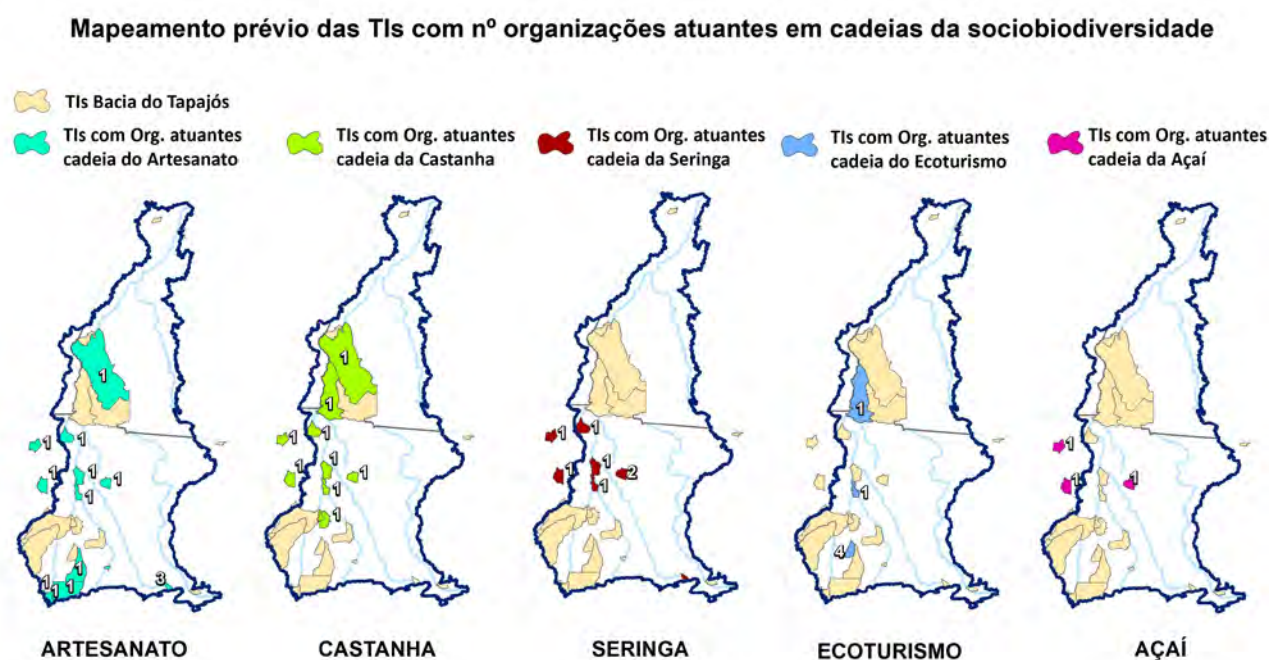 Mapeamento prévio das TIs com nº organizações atuantes em cadeias da sociobiodiversidade
TIs Bacia do Tapajós
TIs com Org. atuantes
cadeia do Artesanato
TIs com Org. atuantes
cadeia da Castanha
TIs com Org. atuantes
cadeia da Seringa
TIs com Org. atuantes
cadeia do Ecoturismo
TIs com Org. atuantes
cadeia da Açaí
1
1
1
1
1
1
1
1
1
1
1
3
1
1
1
1
1
1
1
1
1
1
1
1
1
1
2
1
1
4
1
1
1
ARTESANATO
CASTANHA
SERINGA
ECOTURISMO
AÇAÍ